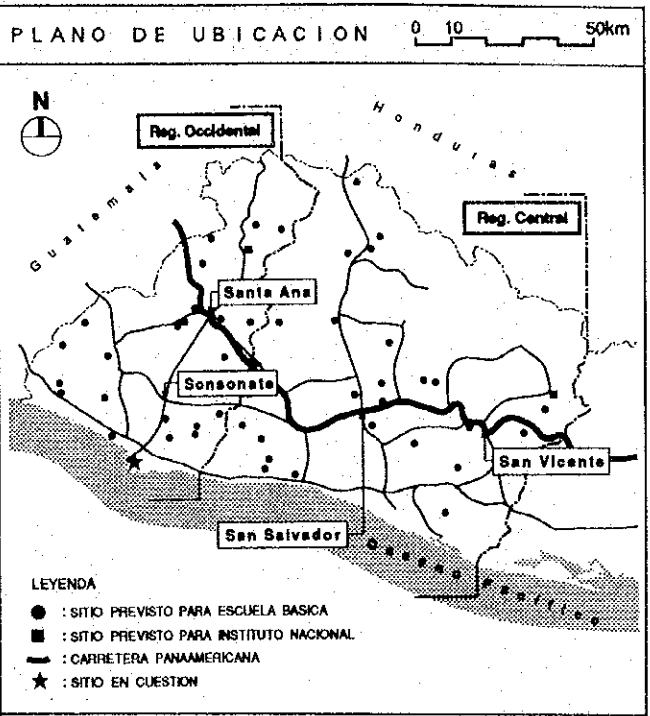 PLANO DE UBICACION
0 10 50km
N
Honduras
Reg. Occidental
Guatemala
Reg. Central
Santa Ana
Sonsonate
San Vicente
San Salvador
Oceano Pacifico
LEYENDA
● : SITIO PREVISTO PARA ESCUELA BASICA
■ : SITIO PREVISTO PARA INSTITUTO NACIONAL
: CARRETERA PANAAMERICANA
★ : SITIO EN CUESTION